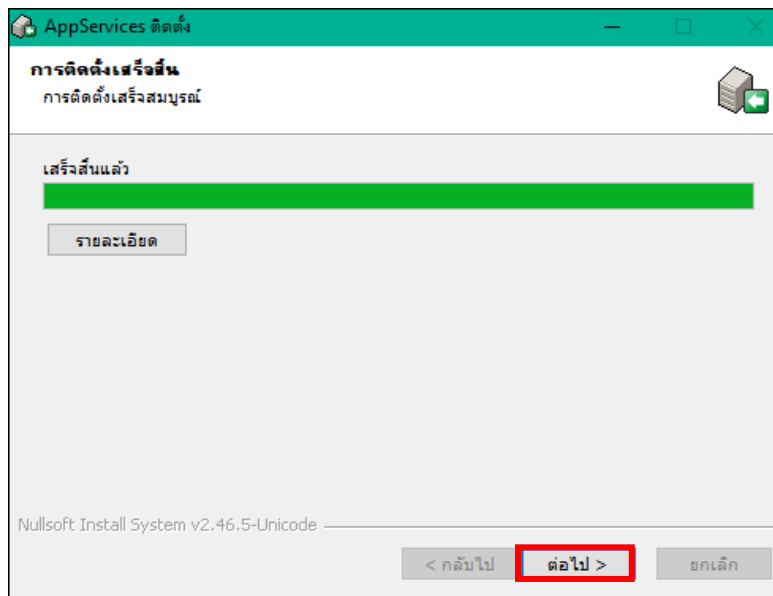 AppServices ติดตั้ง
การติดตั้งเสร็จสิ้น
การติดตั้งเสร็จสมบูรณ์
เสร็จสิ้นแล้ว
รายละเอียด
Nullsoft Install System v2.46.5-Unicode
< กลับไป ต่อไป > ยกเลิก